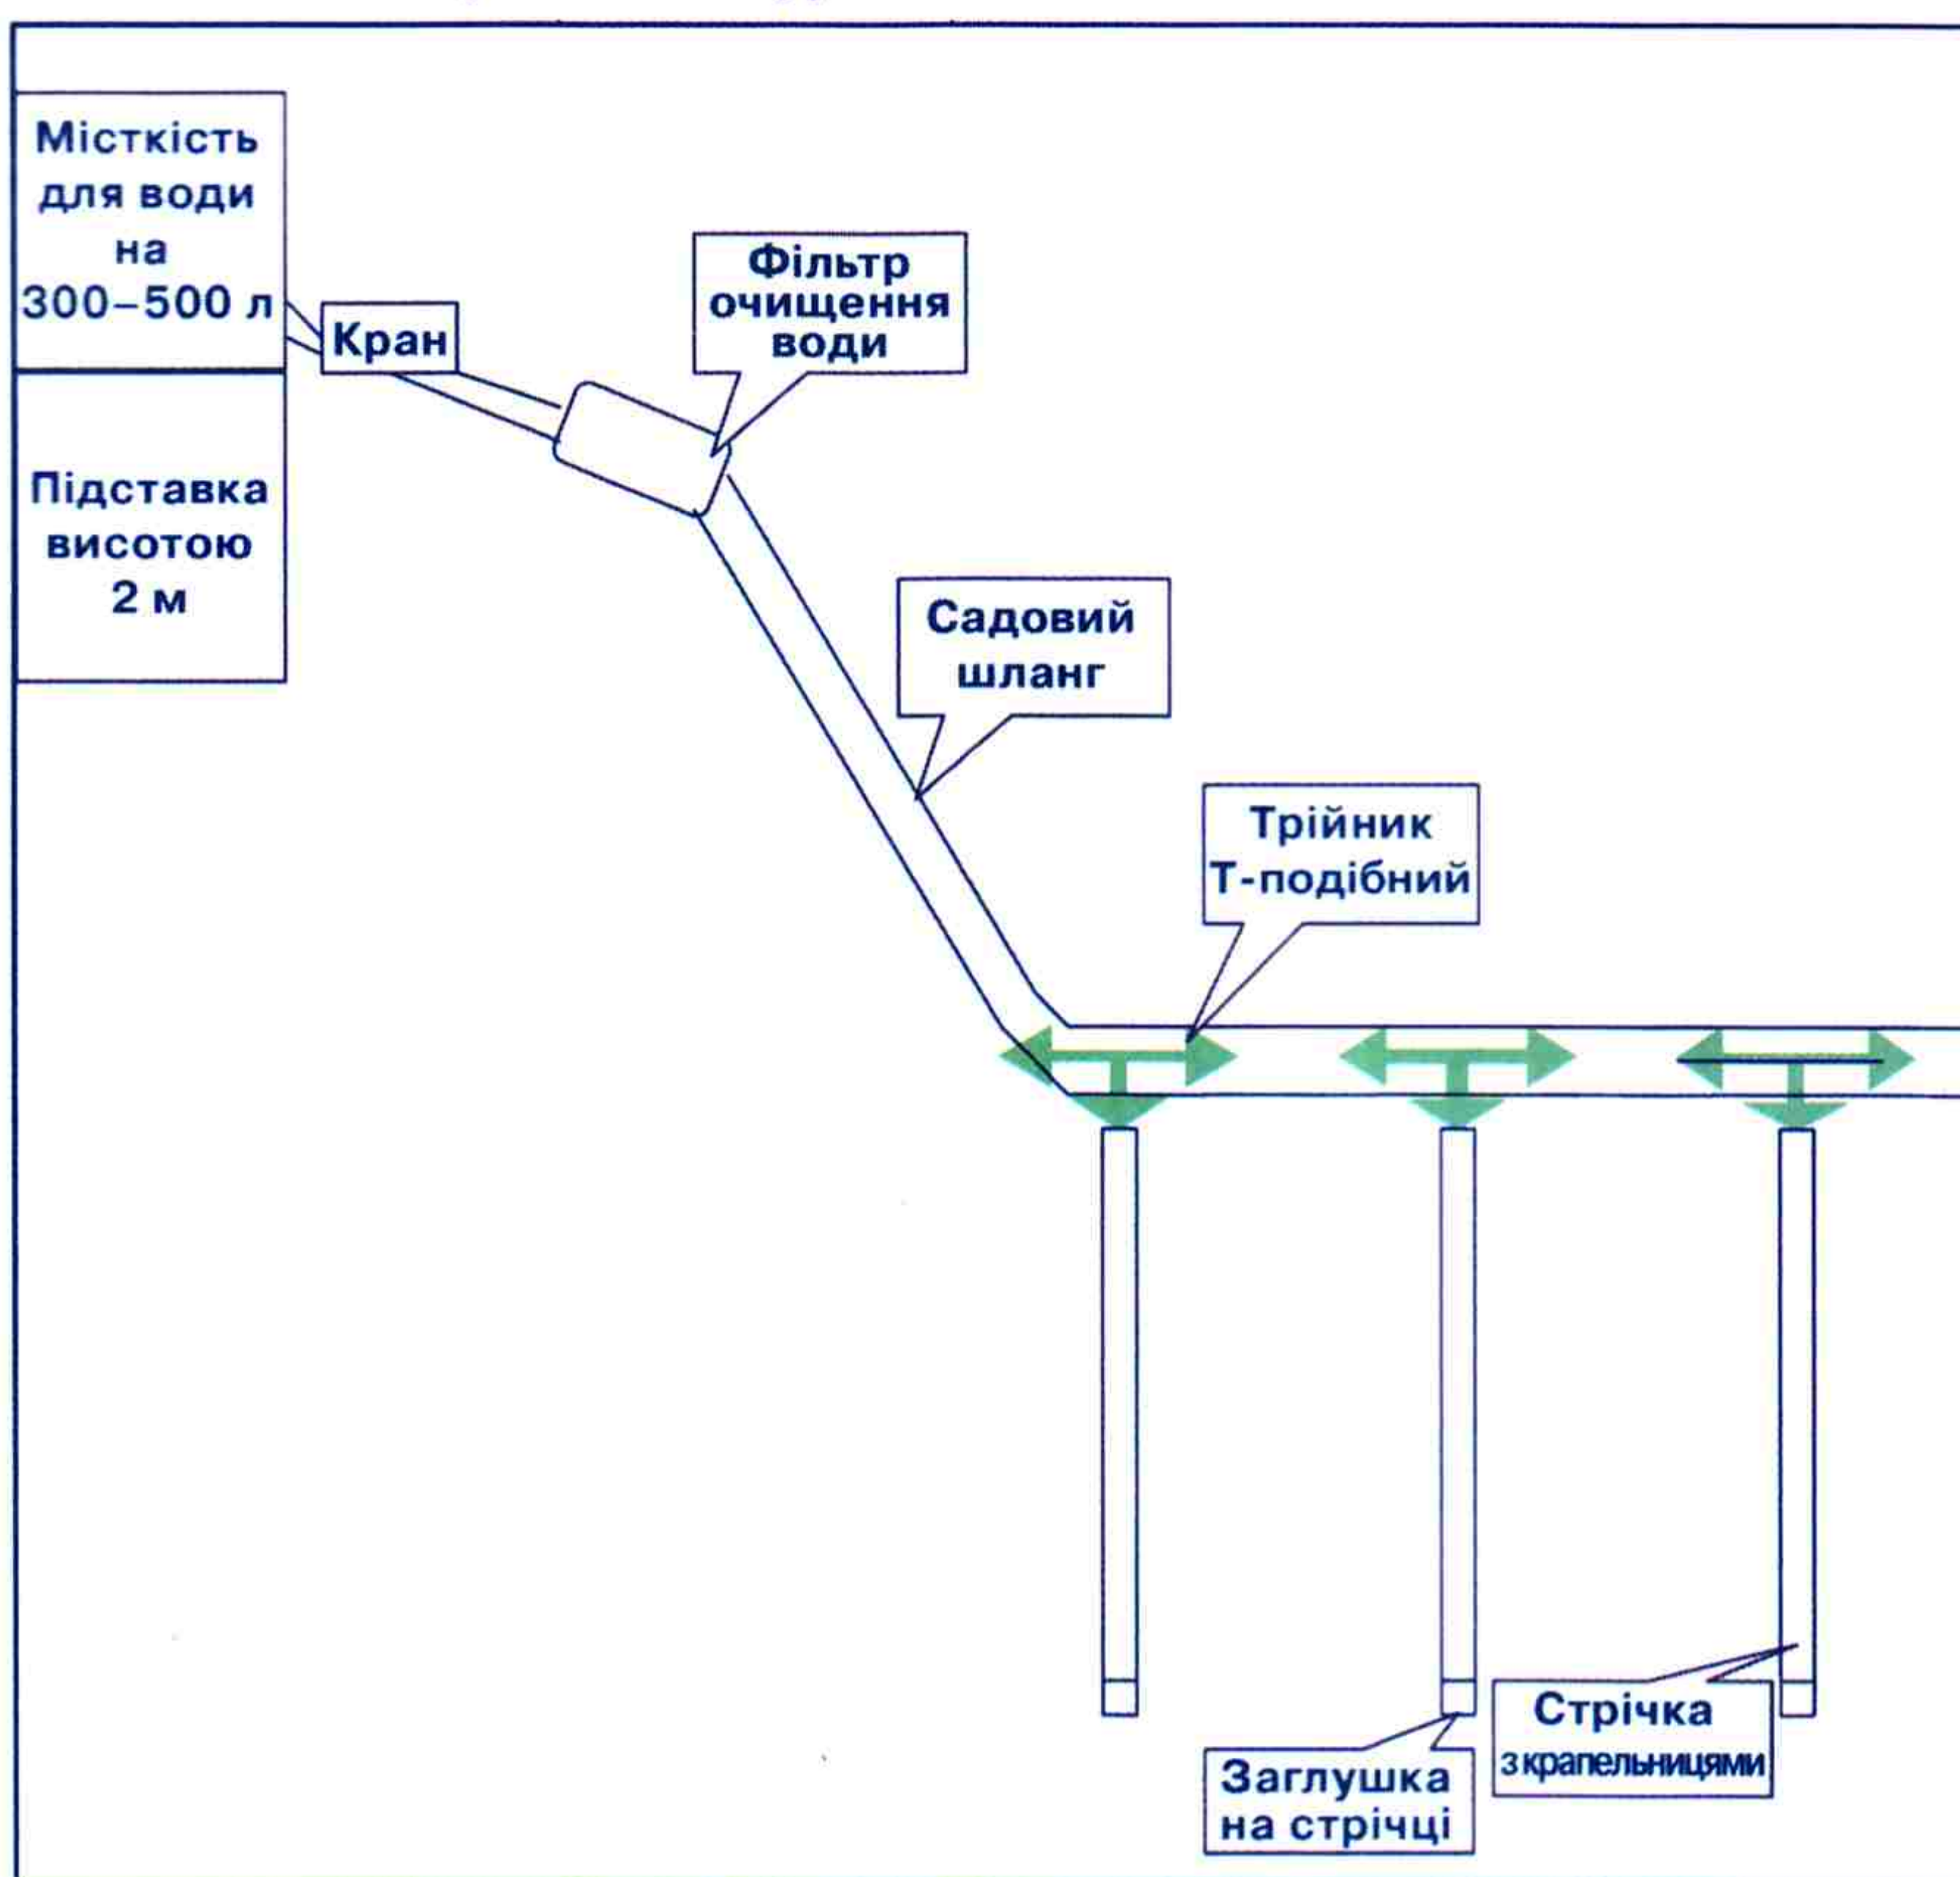 Місткість
для води
на
300–500 л
Кран
Фільтр
очищення
води
Підставка
висотою
2 м
Садовий
шланг
Трійник
Т-подібний
Стрічка
з крапельницями
Заглушка
на стрічці